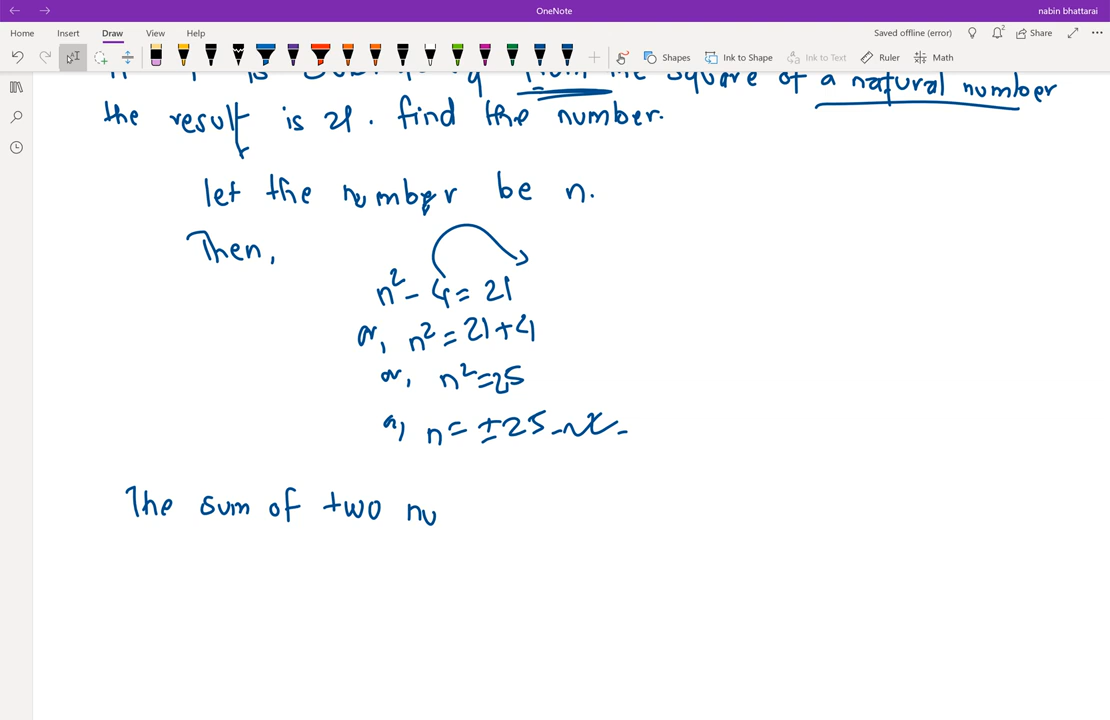 OneNote
nabin bhattarai
Home Insert Draw View Help
Saved offline (error) Share
Shapes Ink to Shape Ink to Text Ruler Math
is from the square of a natural number
the result is 21. find the number.
let the number be n.
Then,
n² - 4 = 21
or, n² = 21+4
or, n² = 25
or, n = ±25
The sum of two nu